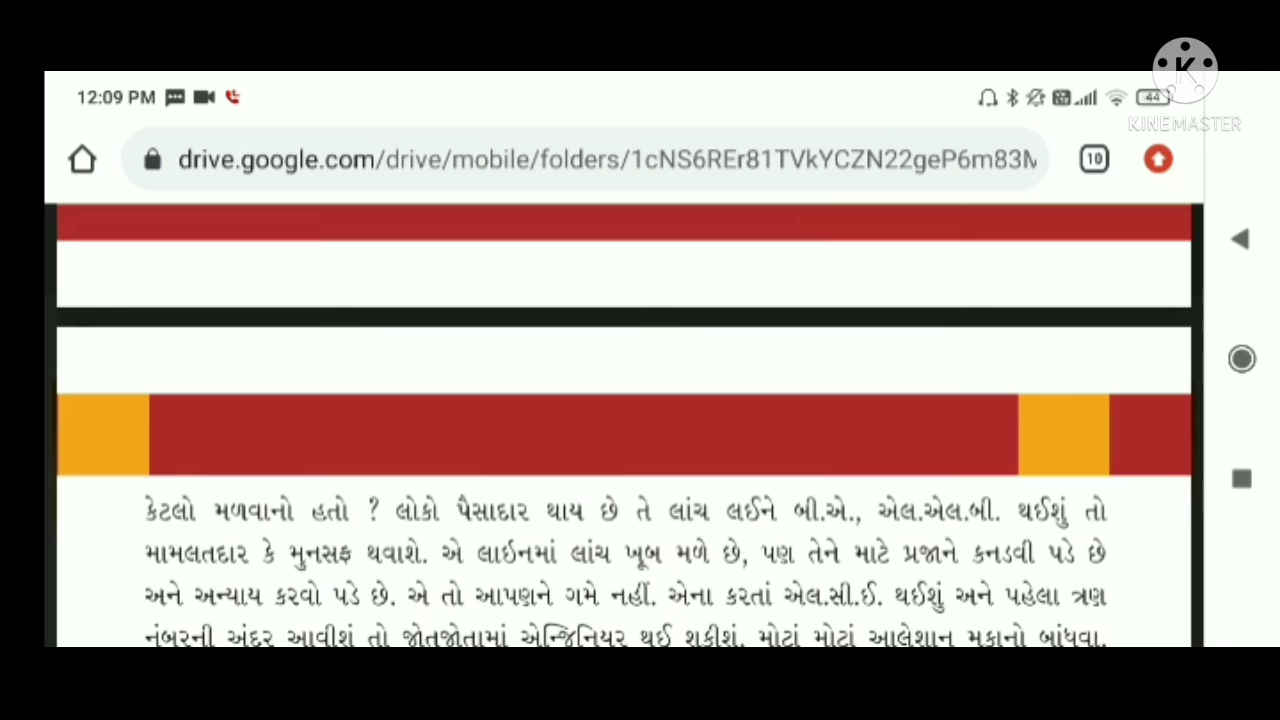 12:09 PM
44
K
KINEMASTER
drive.google.com/drive/mobile/folders/1cNS6REr81TVkYCZN22geP6m83M
10
કેટલો મળવાનો હતો ? લોકો પૈસાદાર થાય છે તે લાંચ લઈને બી.એ., એલ.એલ.બી. થઈશું તો
મામલતદાર કે મુનસફ થવાશે. એ લાઇનમાં લાંચ ખૂબ મળે છે, પણ તેને માટે પ્રજાને કનડવી પડે છે
અને અન્યાય કરવો પડે છે. એ તો આપણને ગમે નહીં. એના કરતાં એલ.સી.ઈ. થઈશું અને પહેલા ત્રણ
નંબરની અંદર આવીશું તો જોતજોતામાં એન્જિનિયર થઈ શકીશું. મોટાં મોટાં આલેશાન મકાનો બાંધવા.